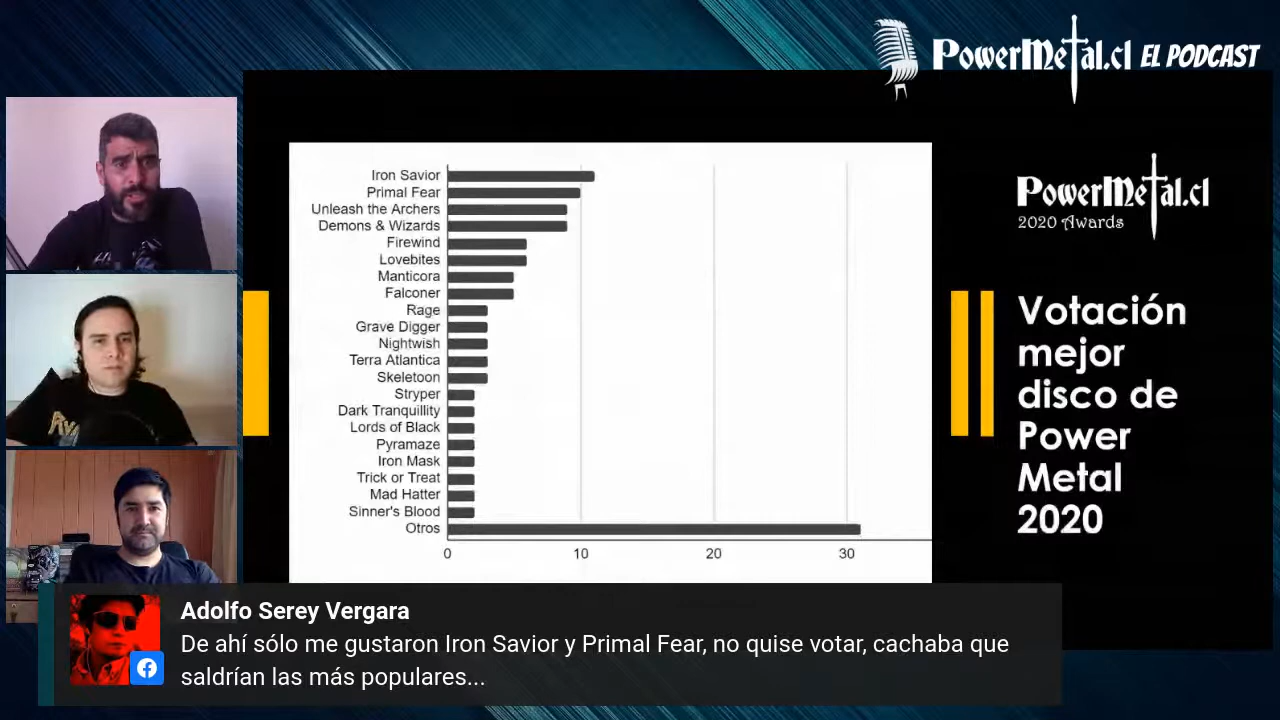 PowerMetal.cl EL PODCAST
PowerMetal.cl
2020 Awards
Votación
mejor
disco de
Power
Metal
2020
Iron Savior
Primal Fear
Unleash the Archers
Demons & Wizards
Firewind
Lovebites
Manticora
Falconer
Rage
Grave Digger
Nightwish
Terra Atlantica
Skeletoon
Stryper
Dark Tranquillity
Lords of Black
Pyramaze
Iron Mask
Trick or Treat
Mad Hatter
Sinner's Blood
Otros
0 10 20 30
Adolfo Serey Vergara
De ahí sólo me gustaron Iron Savior y Primal Fear, no quise votar, cachaba que
saldrían las más populares...